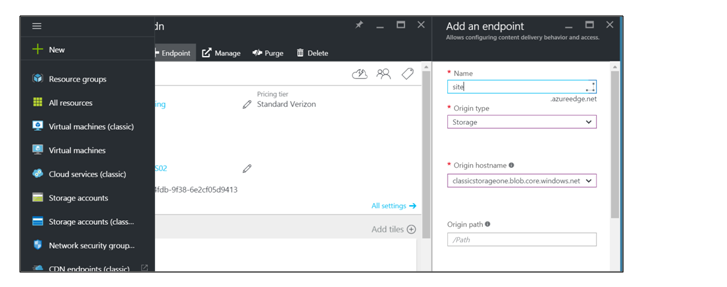 New
Resource groups
All resources
Virtual machines (classic)
Virtual machines
Cloud services (classic)
Storage accounts
Storage accounts (class...
Network security group...
CDN endpoints (classic)
dn
Endpoint
Manage
Purge
Delete
Pricing tier
ing
Standard Verizon
S02
4fdb-9f38-6e2cf05d9413
All settings →
Add tiles
Add an endpoint
Allows configuring content delivery behavior and access.
* Name
site
.azureedge.net
* Origin type
Storage
* Origin hostname
classicstorageone.blob.core.windows.net
Origin path
/Path